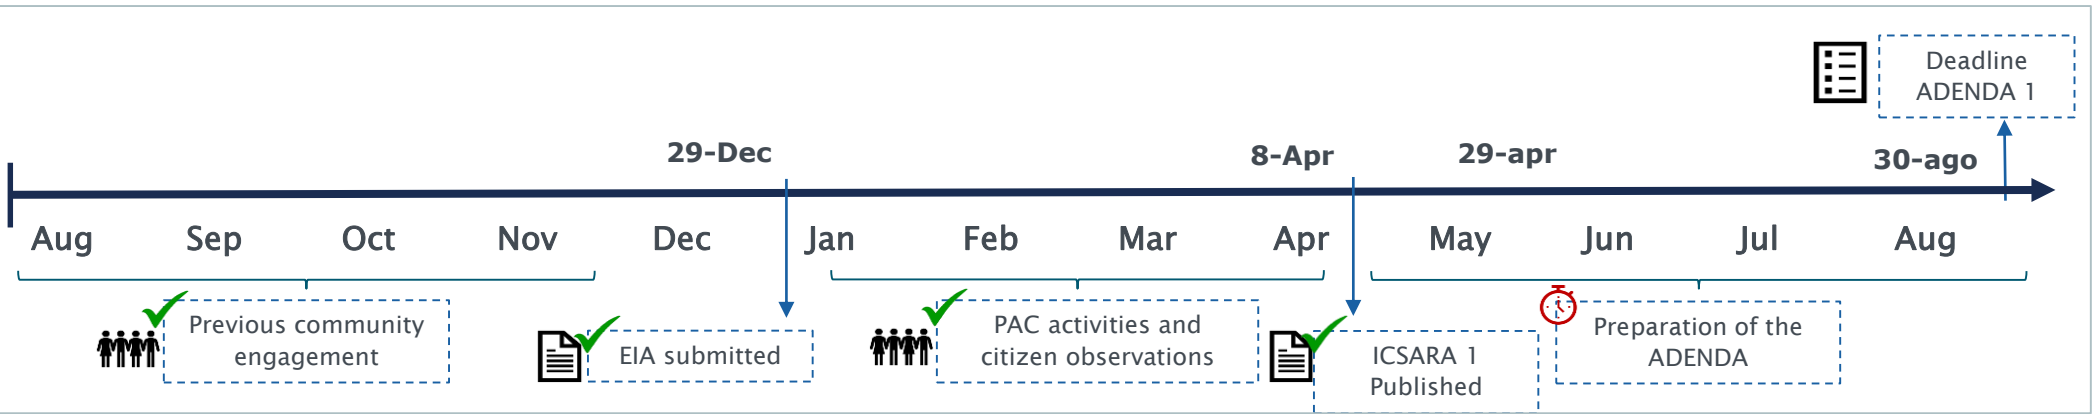 Deadline
ADENDA 1
29-Dec
8-Apr
29-apr
30-ago
Aug Sep Oct Nov Dec Jan Feb Mar Apr May Jun Jul Aug
Previous community
engagement
EIA submitted
PAC activities and
citizen observations
ICSARA 1
Published
Preparation of the
ADENDA